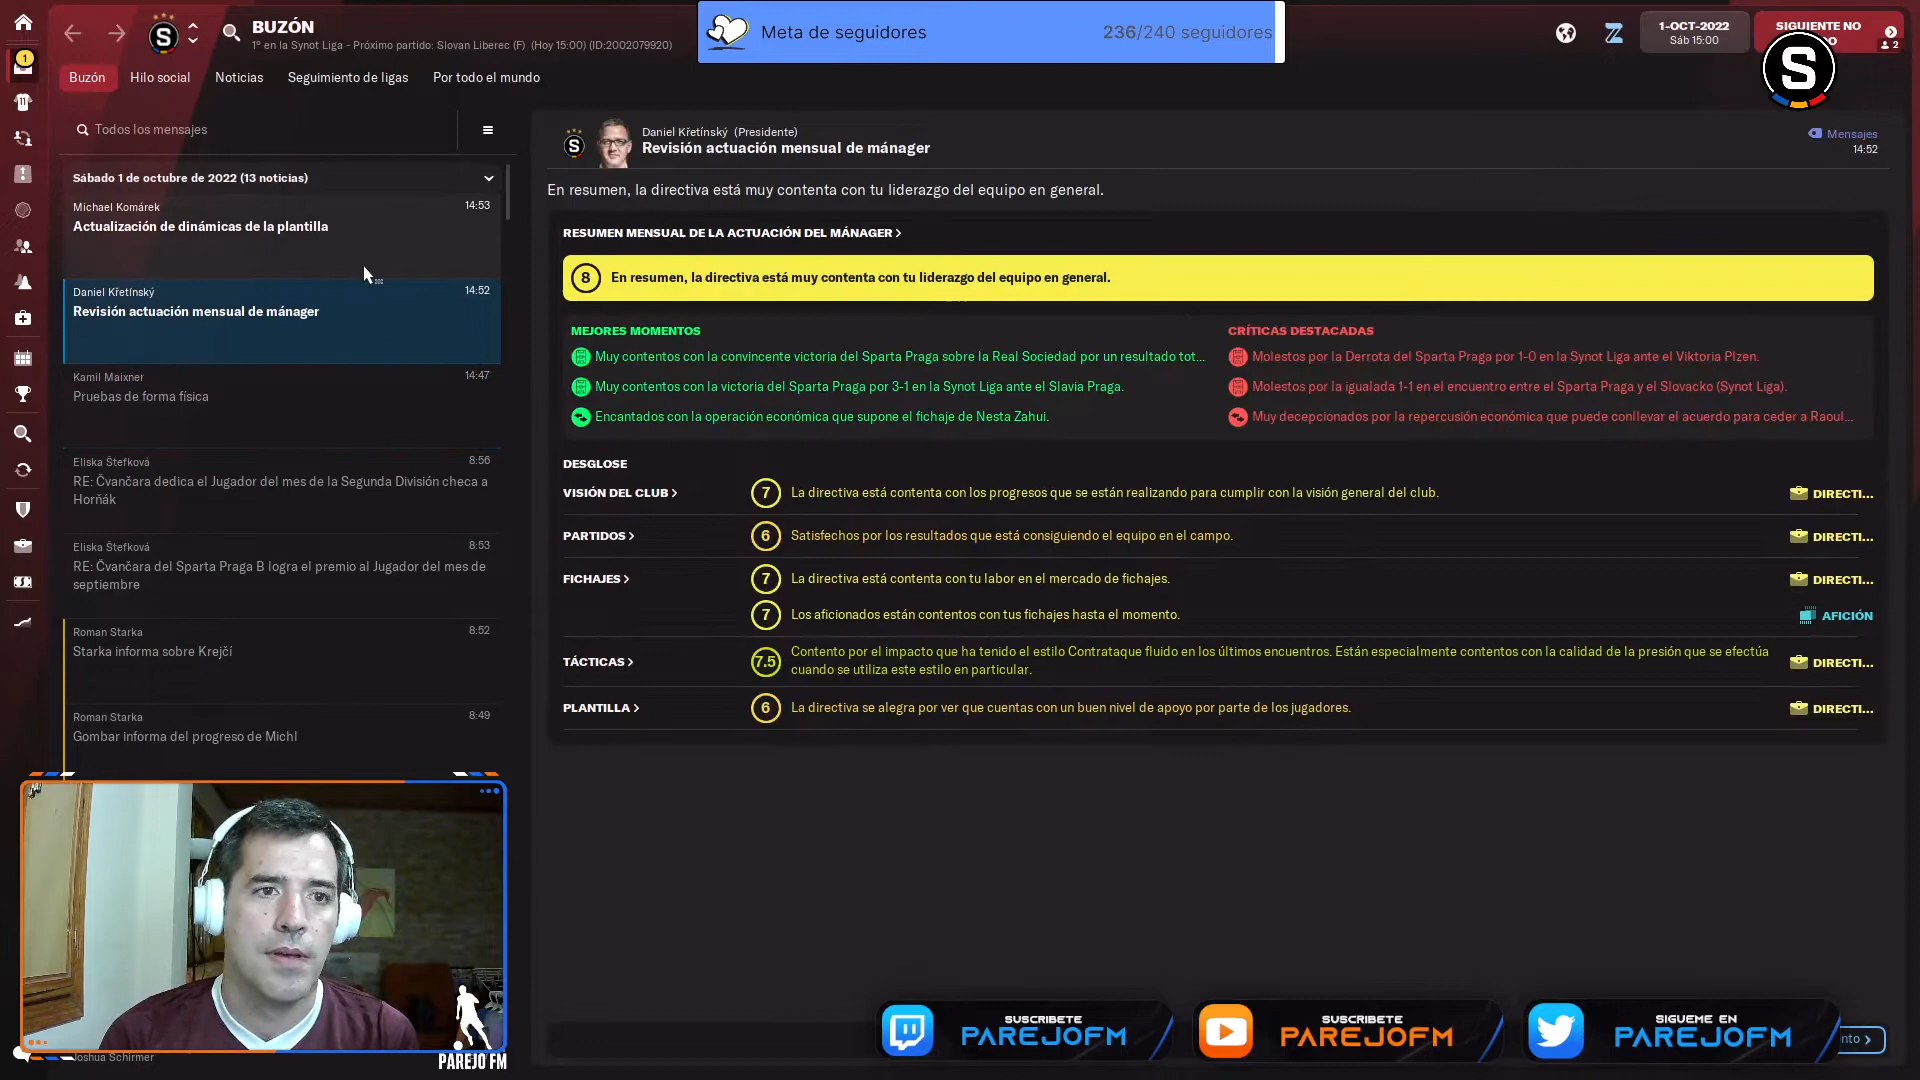 BUZÓN
1º en la Synot Liga - Próximo partido: Slovan Liberec (F) (Hoy 15:00) (ID:2002079920)
Meta de seguidores
236/240 seguidores
1-OCT-2022
Sáb 15:00
SIGUIENTE NO
2
1
Buzón
Hilo social
Noticias
Seguimiento de ligas
Por todo el mundo
Todos los mensajes
Sábado 1 de octubre de 2022 (13 noticias)
Michael Komárek
14:53
Actualización de dinámicas de la plantilla
Daniel Křetínský
14:52
Revisión actuación mensual de mánager
Kamil Maixner
14:47
Pruebas de forma física
Eliska Štefková
8:56
RE: Čvančara dedica el Jugador del mes de la Segunda División checa a
Horňák
Eliska Štefková
8:53
RE: Čvančara del Sparta Praga B logra el premio al Jugador del mes de
septiembre
Roman Starka
8:52
Starka informa sobre Krejčí
Roman Starka
8:49
Gombar informa del progreso de Michl
Joshua Schirmer
PAREJO FM
Daniel Křetínský (Presidente)
Revisión actuación mensual de mánager
Mensajes
14:52
En resumen, la directiva está muy contenta con tu liderazgo del equipo en general.
RESUMEN MENSUAL DE LA ACTUACIÓN DEL MÁNAGER >
8
En resumen, la directiva está muy contenta con tu liderazgo del equipo en general.
MEJORES MOMENTOS
Muy contentos con la convincente victoria del Sparta Praga sobre la Real Sociedad por un resultado tot...
Muy contentos con la victoria del Sparta Praga por 3-1 en la Synot Liga ante el Slavia Praga.
Encantados con la operación económica que supone el fichaje de Nesta Zahui.
CRÍTICAS DESTACADAS
Molestos por la Derrota del Sparta Praga por 1-0 en la Synot Liga ante el Viktoria Plzen.
Molestos por la igualada 1-1 en el encuentro entre el Sparta Praga y el Slovacko (Synot Liga).
Muy decepcionados por la repercusión económica que puede conllevar el acuerdo para ceder a Raoul...
DESGLOSE
VISIÓN DEL CLUB >
7
La directiva está contenta con los progresos que se están realizando para cumplir con la visión general del club.
DIRECTI...
PARTIDOS >
6
Satisfechos por los resultados que está consiguiendo el equipo en el campo.
DIRECTI...
FICHAJES >
7
La directiva está contenta con tu labor en el mercado de fichajes.
DIRECTI...
7
Los aficionados están contentos con tus fichajes hasta el momento.
AFICIÓN
TÁCTICAS >
7.5
Contento por el impacto que ha tenido el estilo Contrataque fluido en los últimos encuentros. Están especialmente contentos con la calidad de la presión que se efectúa
cuando se utiliza este estilo en particular.
DIRECTI...
PLANTILLA >
6
La directiva se alegra por ver que cuentas con un buen nivel de apoyo por parte de los jugadores.
DIRECTI...
SUSCRIBETE
PAREJOFM
SUSCRIBETE
PAREJOFM
SIGUEME EN
PAREJOFM
nto >